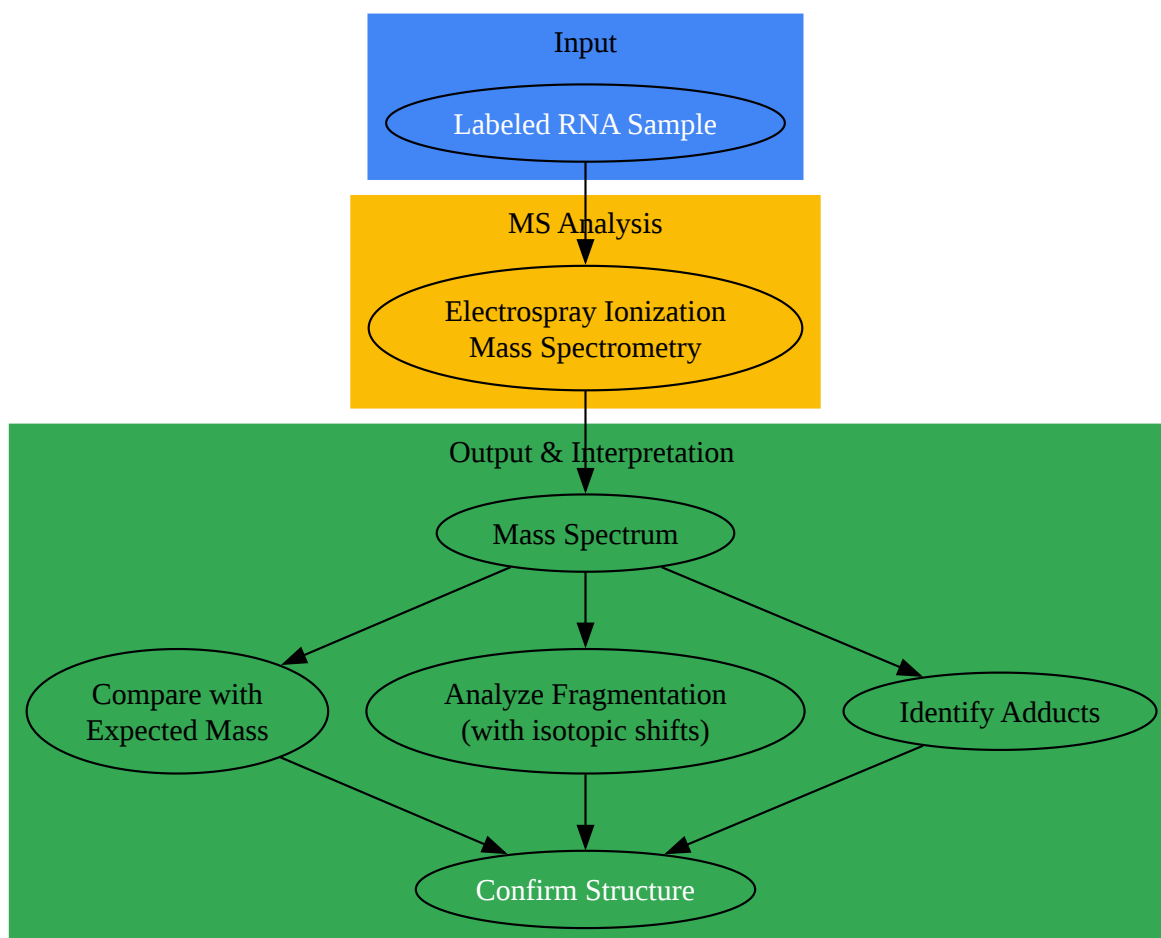 Input
Labeled RNA Sample
MS Analysis
Electrospray Ionization
Mass Spectrometry
Output & Interpretation
Mass Spectrum
Compare with
Expected Mass
Analyze Fragmentation
(with isotopic shifts)
Identify Adducts
Confirm Structure